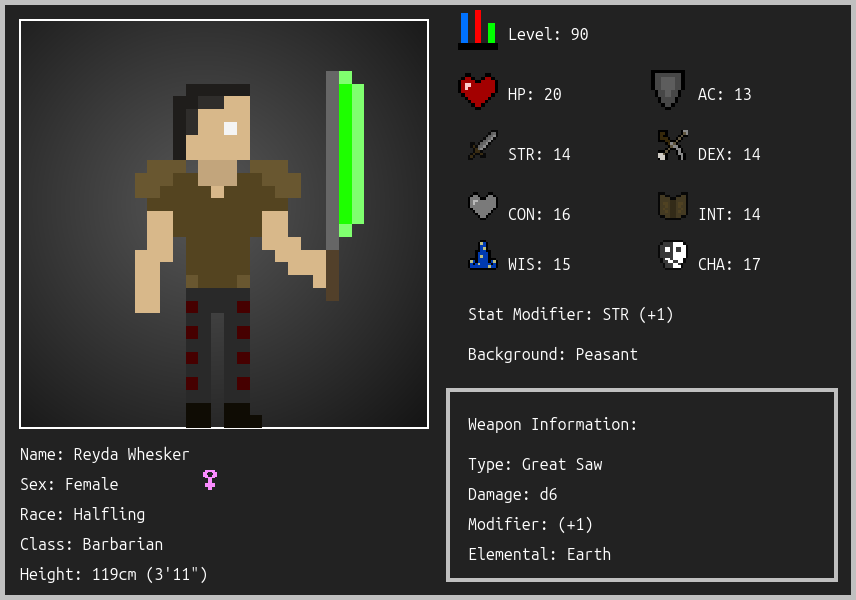 Level: 90
HP: 20
AC: 13
STR: 14
DEX: 14
CON: 16
INT: 14
WIS: 15
CHA: 17
Stat Modifier: STR (+1)
Background: Peasant
Weapon Information:
Type: Great Saw
Damage: d6
Modifier: (+1)
Elemental: Earth
Name: Reyda Whesker
Sex: Female
Race: Halfling
Class: Barbarian
Height: 119cm (3'11")